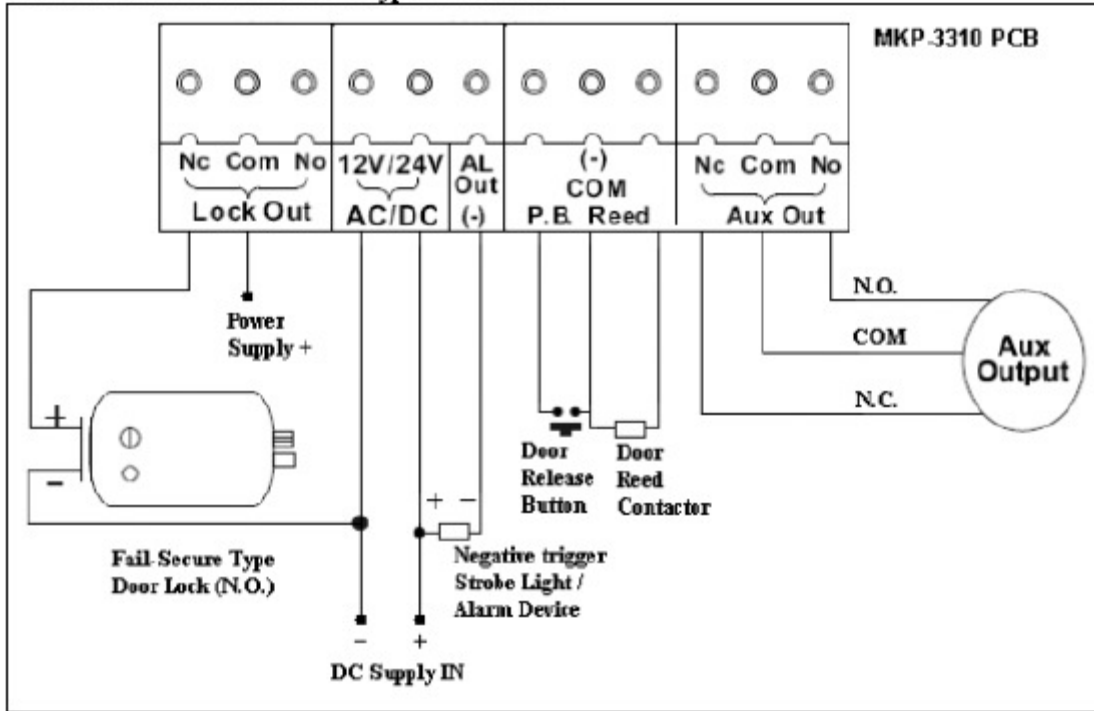 MKP-3310 PCB
Nc Com No
Lock Out
12V/24V
AC/DC
AL
Out
(-)
(-)
COM
P.B. Reed
Nc Com No
Aux Out
Power
Supply +
N.O.
COM
N.C.
Aux
Output
+
-
Fail-Secure Type
Door Lock (N.O.)
Door
Release
Button
Door
Reed
Contactor
+ -
Negative trigger
Strobe Light /
Alarm Device
- +
DC Supply IN